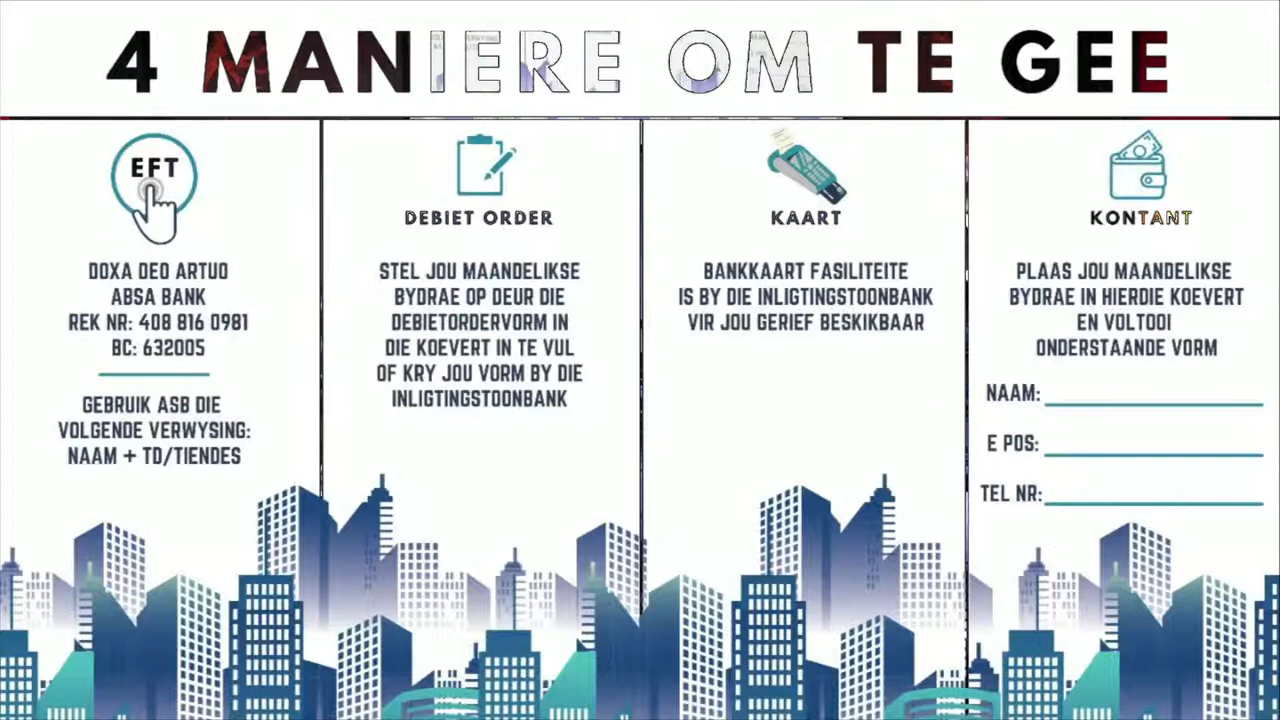 4 MANIERE OM TE GEE
EFT
DOXA DEO ARTUO
ABSA BANK
REK NR: 408 816 0981
BC: 632005
GEBRUIK ASB DIE
VOLGENDE VERWYSING:
NAAM + TD/TIENDES
DEBIET ORDER
STEL JOU MAANDELIKSE
BYDRAE OP DEUR DIE
DEBIETORDERVORM IN
DIE KOEVERT IN TE VUL
OF KRY JOU VORM BY DIE
INLIGTINGSTOONBANK
KAART
BANKKAART FASILITEITE
IS BY DIE INLIGTINGSTOONBANK
VIR JOU GERIEF BESKIKBAAR
KONTANT
PLAAS JOU MAANDELIKSE
BYDRAE IN HIERDIE KOEVERT
EN VOLTOOI
ONDERSTAANDE VORM
NAAM:
E POS:
TEL NR: